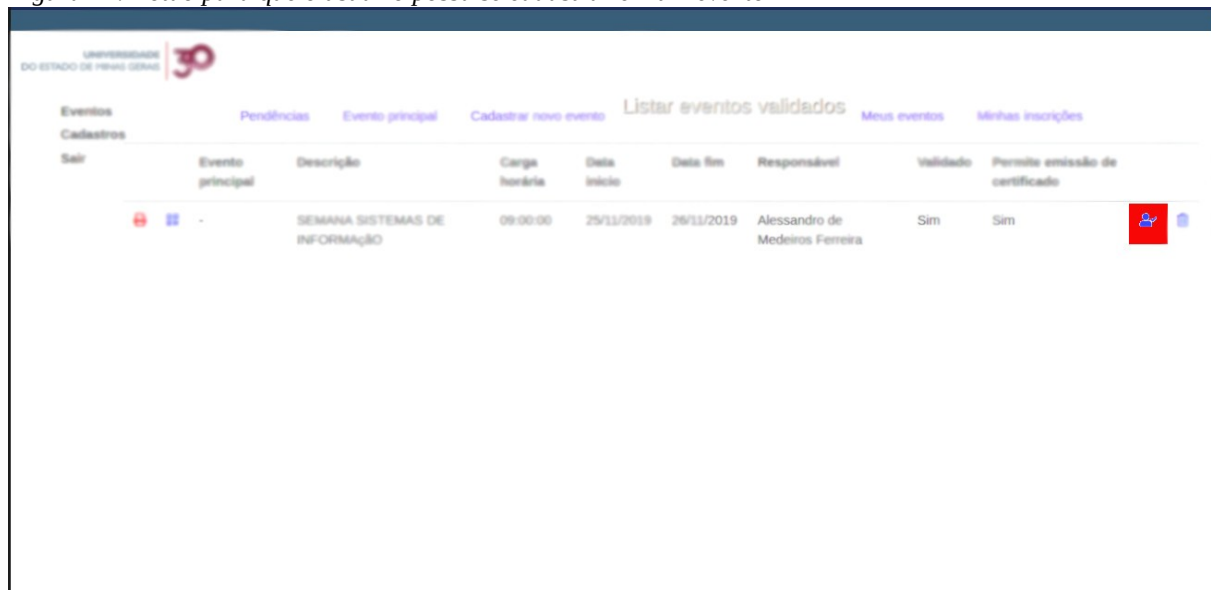 UNIVERSIDADE
DO ESTADO DE MINAS GERAIS
30
Eventos
Cadastros
Sair
Pendências Evento principal Cadastrar novo evento Listar eventos validados Meus eventos Minhas inscrições
Evento principal Descrição Carga horária Data início Data fim Responsável Validado Permite emissão de certificado
- SEMANA SISTEMAS DE 09:00:00 25/11/2019 26/11/2019 Alessandro de Sim Sim
INFORMAçãO Medeiros Ferreira